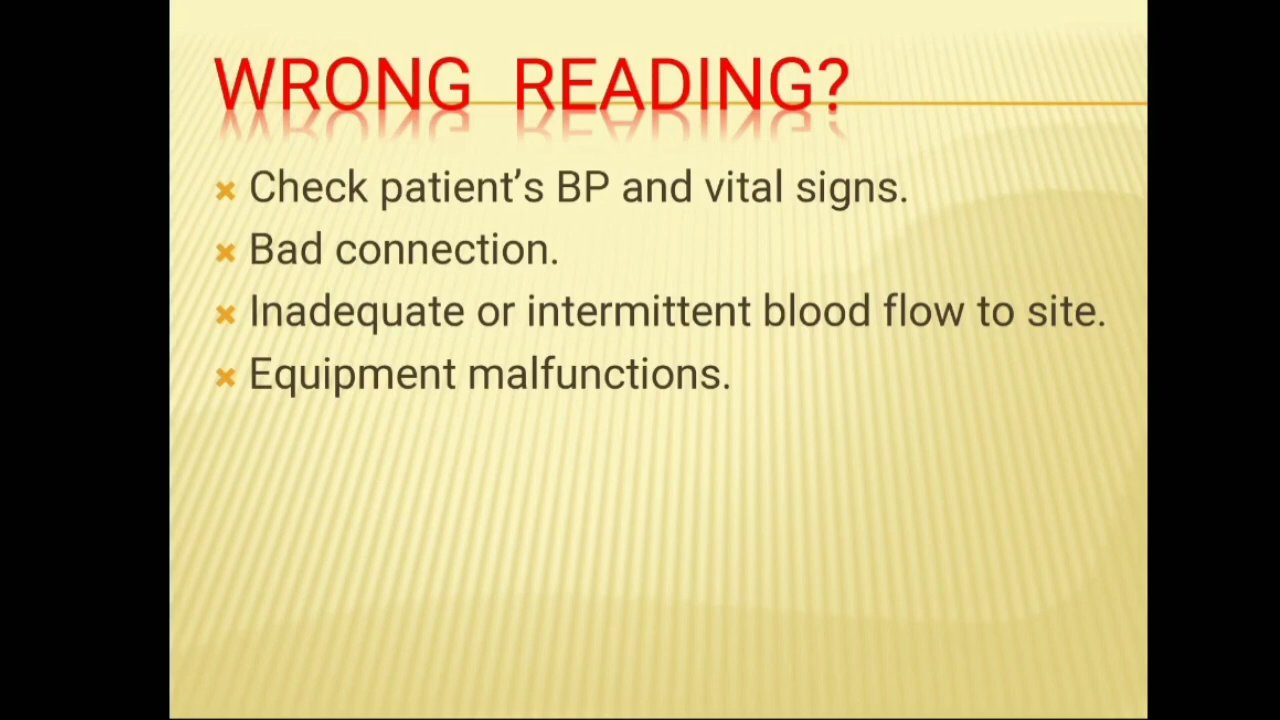 WRONG READING?
Check patient's BP and vital signs.
Bad connection.
Inadequate or intermittent blood flow to site.
Equipment malfunctions.